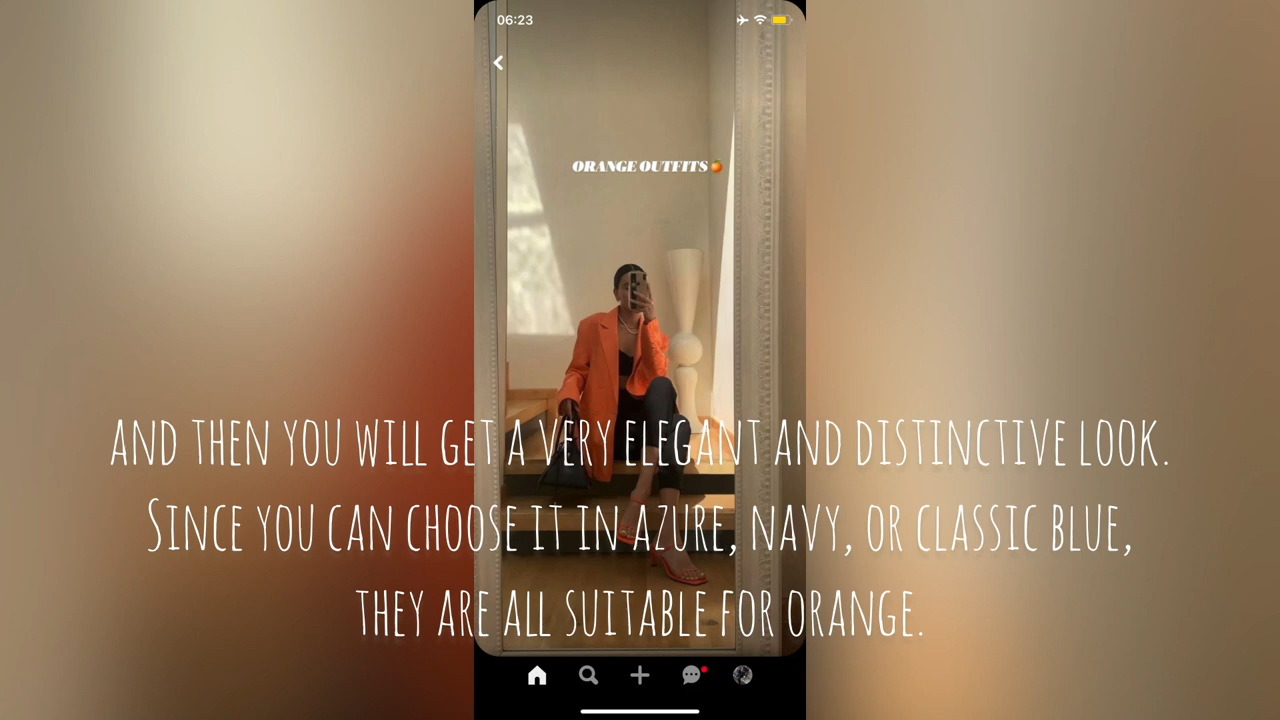 06:23
ORANGE OUTFITS🍊
AND THEN YOU WILL GET A VERY ELEGANT AND DISTINCTIVE LOOK.
SINCE YOU CAN CHOOSE IT IN AZURE, NAVY, OR CLASSIC BLUE,
THEY ARE ALL SUITABLE FOR ORANGE.